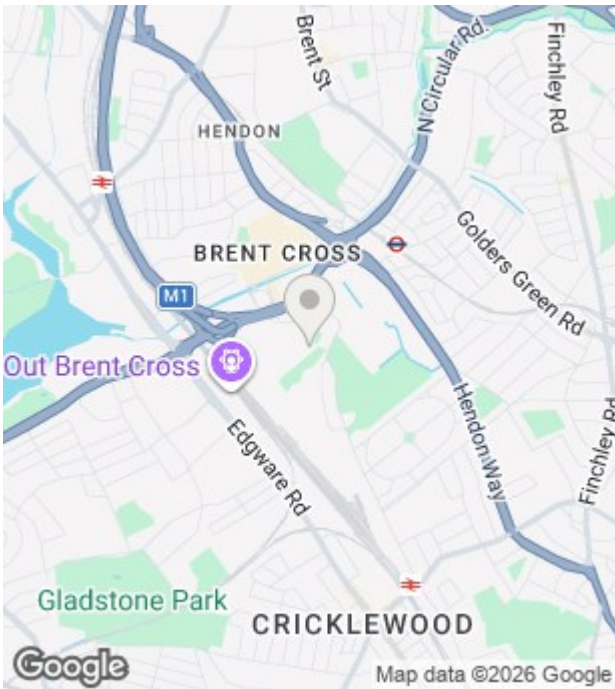 Brent St
N Circular Rd.
Finchley Rd
HENDON
Golders Green Rd
BRENT CROSS
M1
Out Brent Cross
Hendon Way
Finchley Rd
Edgware Rd
Gladstone Park
CRICKLEWOOD
Google
Map data ©2026 Google